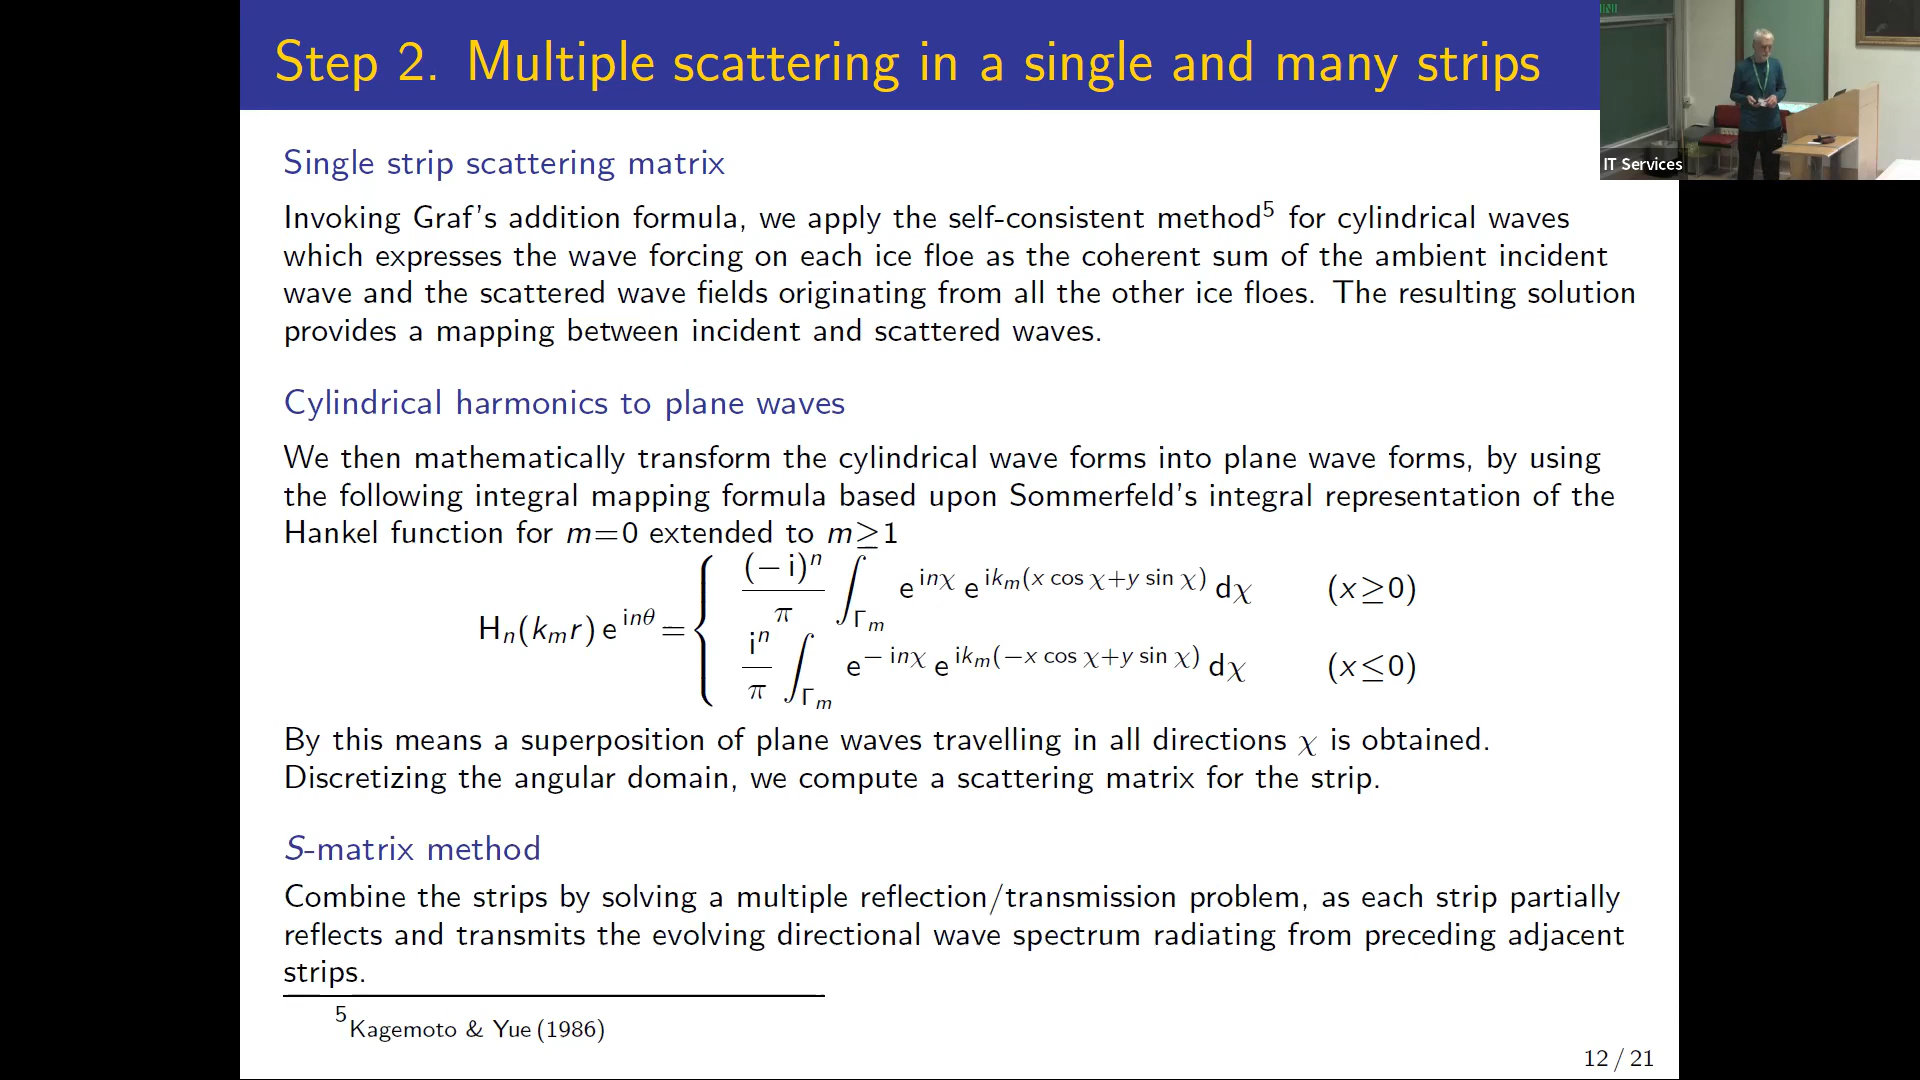 Step 2. Multiple scattering in a single and many strips
IT Services
Single strip scattering matrix
Invoking Graf's addition formula, we apply the self-consistent method⁵ for cylindrical waves
which expresses the wave forcing on each ice floe as the coherent sum of the ambient incident
wave and the scattered wave fields originating from all the other ice floes. The resulting solution
provides a mapping between incident and scattered waves.
Cylindrical harmonics to plane waves
We then mathematically transform the cylindrical wave forms into plane wave forms, by using
the following integral mapping formula based upon Sommerfeld's integral representation of the
Hankel function for m=0 extended to m≥1
H_n(k_m r) e^{inθ} = { (−i)^n/π ∫_{Γ_m} e^{inχ} e^{ik_m(x cos χ+y sin χ)} dχ (x≥0)
i^n/π ∫_{Γ_m} e^{−inχ} e^{ik_m(−x cos χ+y sin χ)} dχ (x≤0)
By this means a superposition of plane waves travelling in all directions χ is obtained.
Discretizing the angular domain, we compute a scattering matrix for the strip.
S-matrix method
Combine the strips by solving a multiple reflection/transmission problem, as each strip partially
reflects and transmits the evolving directional wave spectrum radiating from preceding adjacent
strips.
⁵Kagemoto & Yue (1986)
12 / 21